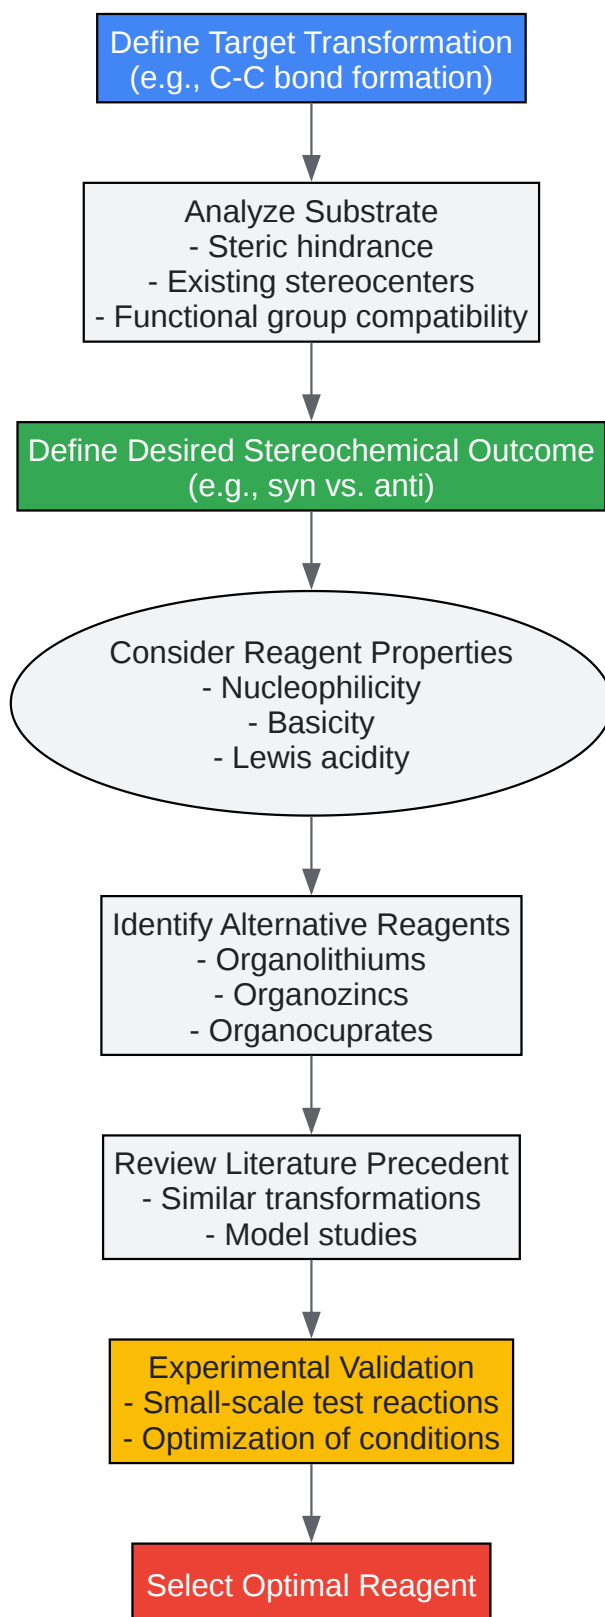 Define Target Transformation
(e.g., C-C bond formation)
Analyze Substrate
- Steric hindrance
- Existing stereocenters
- Functional group compatibility
Define Desired Stereochemical Outcome
(e.g., syn vs. anti)
Consider Reagent Properties
- Nucleophilicity
- Basicity
- Lewis acidity
Identify Alternative Reagents
- Organolithiums
- Organozincs
- Organocuprates
Review Literature Precedent
- Similar transformations
- Model studies
Experimental Validation
- Small-scale test reactions
- Optimization of conditions
Select Optimal Reagent